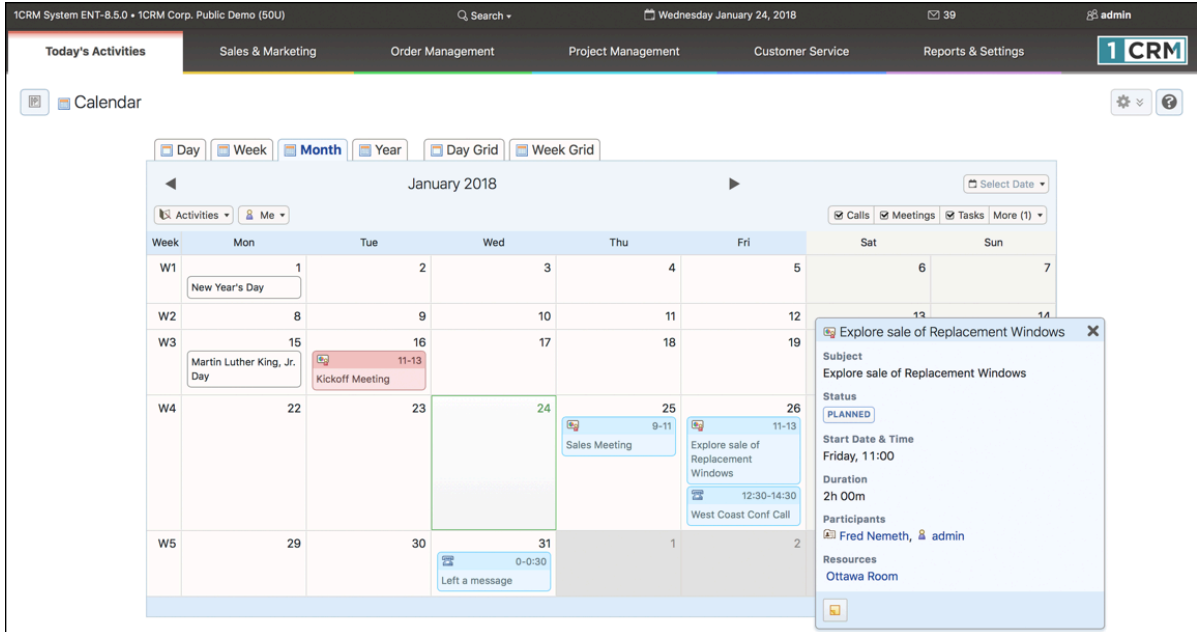 1CRM System ENT-8.5.0 • 1CRM Corp. Public Demo (50U)
Search
Wednesday January 24, 2018
39
admin
Today's Activities
Sales & Marketing
Order Management
Project Management
Customer Service
Reports & Settings
1 CRM
Calendar
?
Day
Week
Month
Year
Day Grid
Week Grid
January 2018
Select Date
Activities
Me
Calls
Meetings
Tasks
More (1)
Week Mon Tue Wed Thu Fri Sat Sun
W1 1 2 3 4 5 6 7
New Year's Day
W2 8 9 10 11 12 13 14
W3 15 16 17 18 19
Martin Luther King, Jr.
Day
11-13
Kickoff Meeting
W4 22 23 24 25 26
9-11
Sales Meeting
11-13
Explore sale of
Replacement
Windows
12:30-14:30
West Coast Conf Call
W5 29 30 31 1 2
0-0:30
Left a message
Explore sale of Replacement Windows
Subject
Explore sale of Replacement Windows
Status
PLANNED
Start Date & Time
Friday, 11:00
Duration
2h 00m
Participants
Fred Nemeth, admin
Resources
Ottawa Room